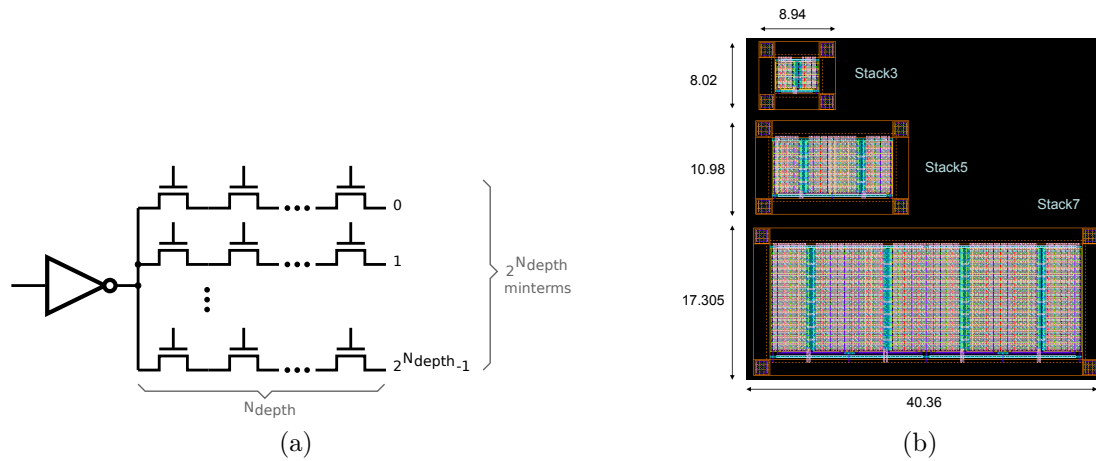 0
1
2^Ndepth
minterms
2^Ndepth-1
Ndepth
(a)
8.94
8.02
Stack3
10.98
Stack5
Stack7
17.305
40.36
(b)